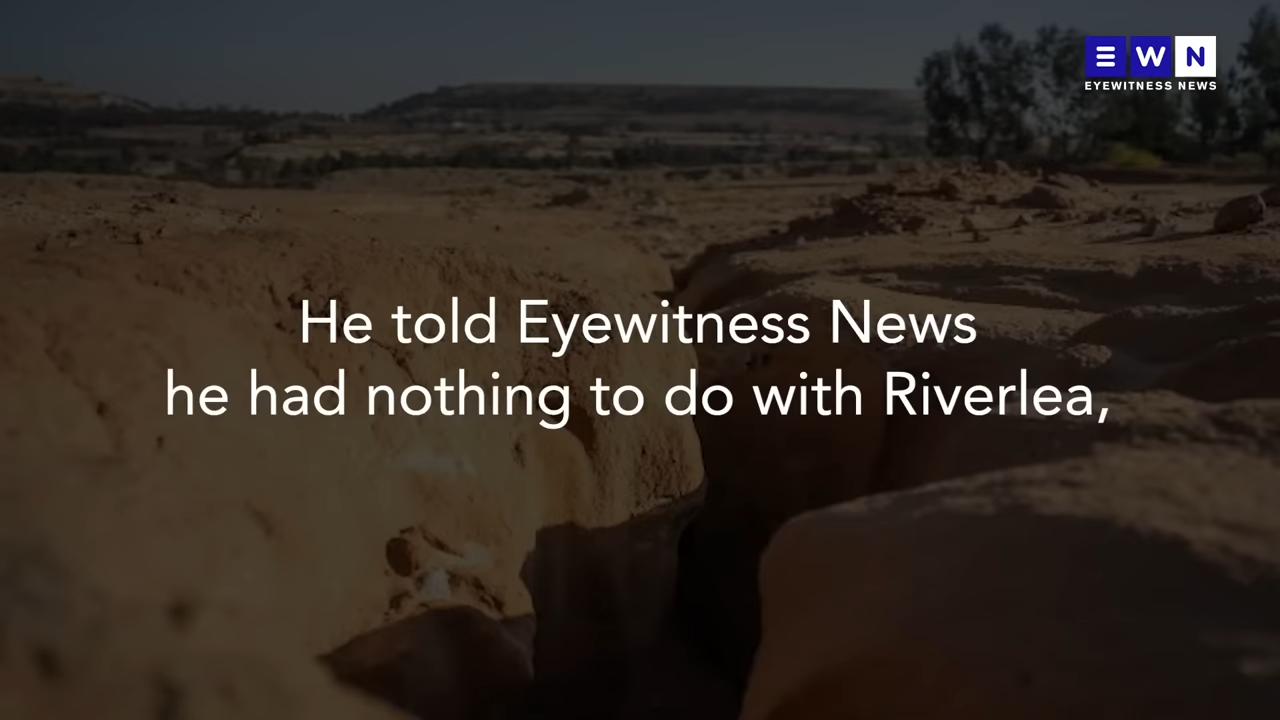 EWN
EYEWITNESS NEWS
He told Eyewitness News
he had nothing to do with Riverlea,